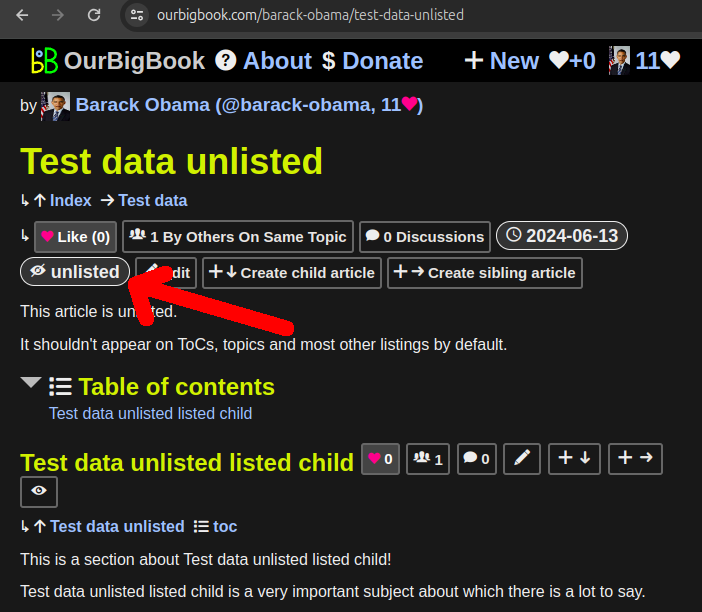 ourbigbook.com/barack-obama/test-data-unlisted
OurBigBook ? About $ Donate + New +0 11
by Barack Obama (@barack-obama, 11)
Test data unlisted
↳ ↑ Index → Test data
↳ Like (0) 1 By Others On Same Topic 0 Discussions 2024-06-13
unlisted dit + ↓ Create child article + → Create sibling article
This article is un ed.
It shouldn't appear on ToCs, topics and most other listings by default.
Table of contents
Test data unlisted listed child
Test data unlisted listed child 0 1 0 + ↓ + →
↳ ↑ Test data unlisted toc
This is a section about Test data unlisted listed child!
Test data unlisted listed child is a very important subject about which there is a lot to say.